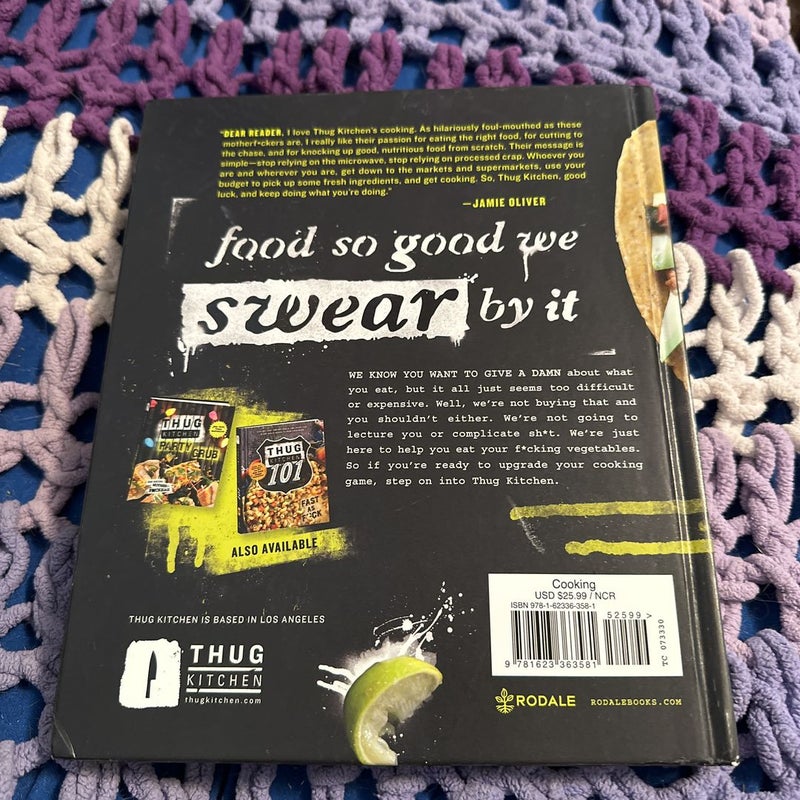 "DEAR READER, I love Thug Kitchen's cooking. As hilariously foul-mouthed as these
motherf*ckers are, I really like their passion for eating the right food, for cutting to
the chase, and for knocking up good, nutritious food from scratch. Their message is
simple—stop relying on the microwave, stop relying on processed crap. Whoever you
are and wherever you are, get down to the markets and supermarkets, use your
budget to pick up some fresh ingredients, and get cooking. So, Thug Kitchen, good
luck, and keep doing what you're doing."
—JAMIE OLIVER
food so good we
swear by it
WE KNOW YOU WANT TO GIVE A DAMN about what
you eat, but it all just seems too difficult
or expensive. Well, we're not buying that and
you shouldn't either. We're not going to
lecture you or complicate sh*t. We're just
here to help you eat your f*cking vegetables.
So if you're ready to upgrade your cooking
game, step on into Thug Kitchen.
THUG
KITCHEN
PARTY GRUB
THUG
KITCHEN
101
FAST
AS
F*CK
ALSO AVAILABLE
THUG KITCHEN IS BASED IN LOS ANGELES
THUG
KITCHEN
thugkitchen.com
Cooking
USD $25.99 / NCR
ISBN 978-1-62336-358-1
52599 >
9 781623 363581
TC 073330
RODALE
RODALEBOOKS.COM